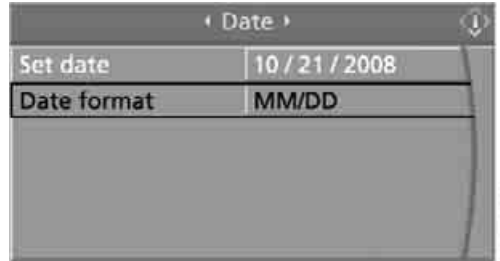 Date
Set date 10 / 21 / 2008
Date format MM/DD